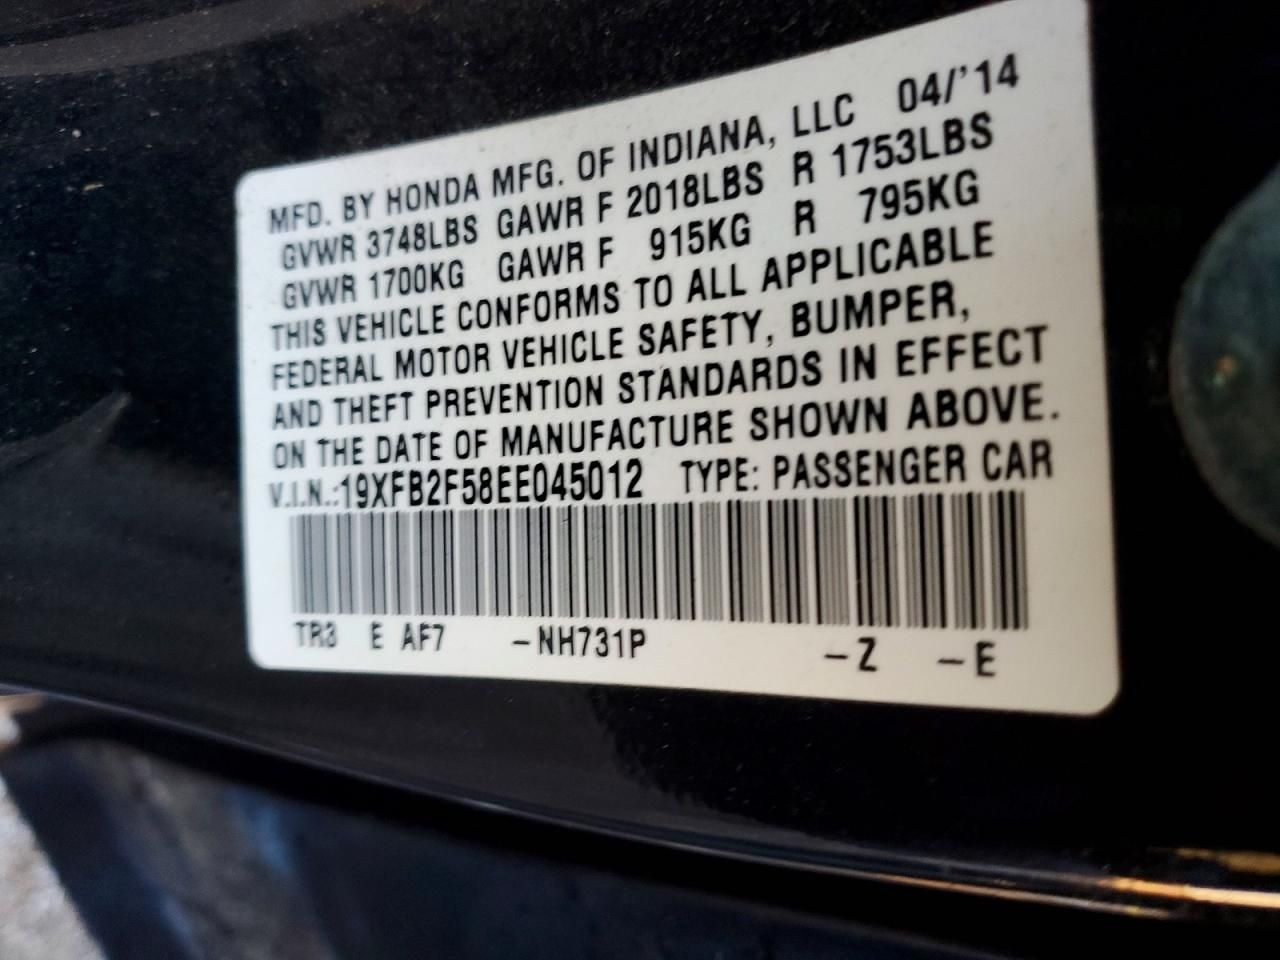 MFD. BY HONDA MFG. OF INDIANA, LLC 04/'14
GVWR 3748LBS GAWR F 2018LBS R 1753LBS
GVWR 1700KG GAWR F 915KG R 795KG
THIS VEHICLE CONFORMS TO ALL APPLICABLE
FEDERAL MOTOR VEHICLE SAFETY, BUMPER,
AND THEFT PREVENTION STANDARDS IN EFFECT
ON THE DATE OF MANUFACTURE SHOWN ABOVE.
V.I.N.:19XFB2F58EE045012 TYPE: PASSENGER CAR
TR3 E AF7 -NH731P -Z -E